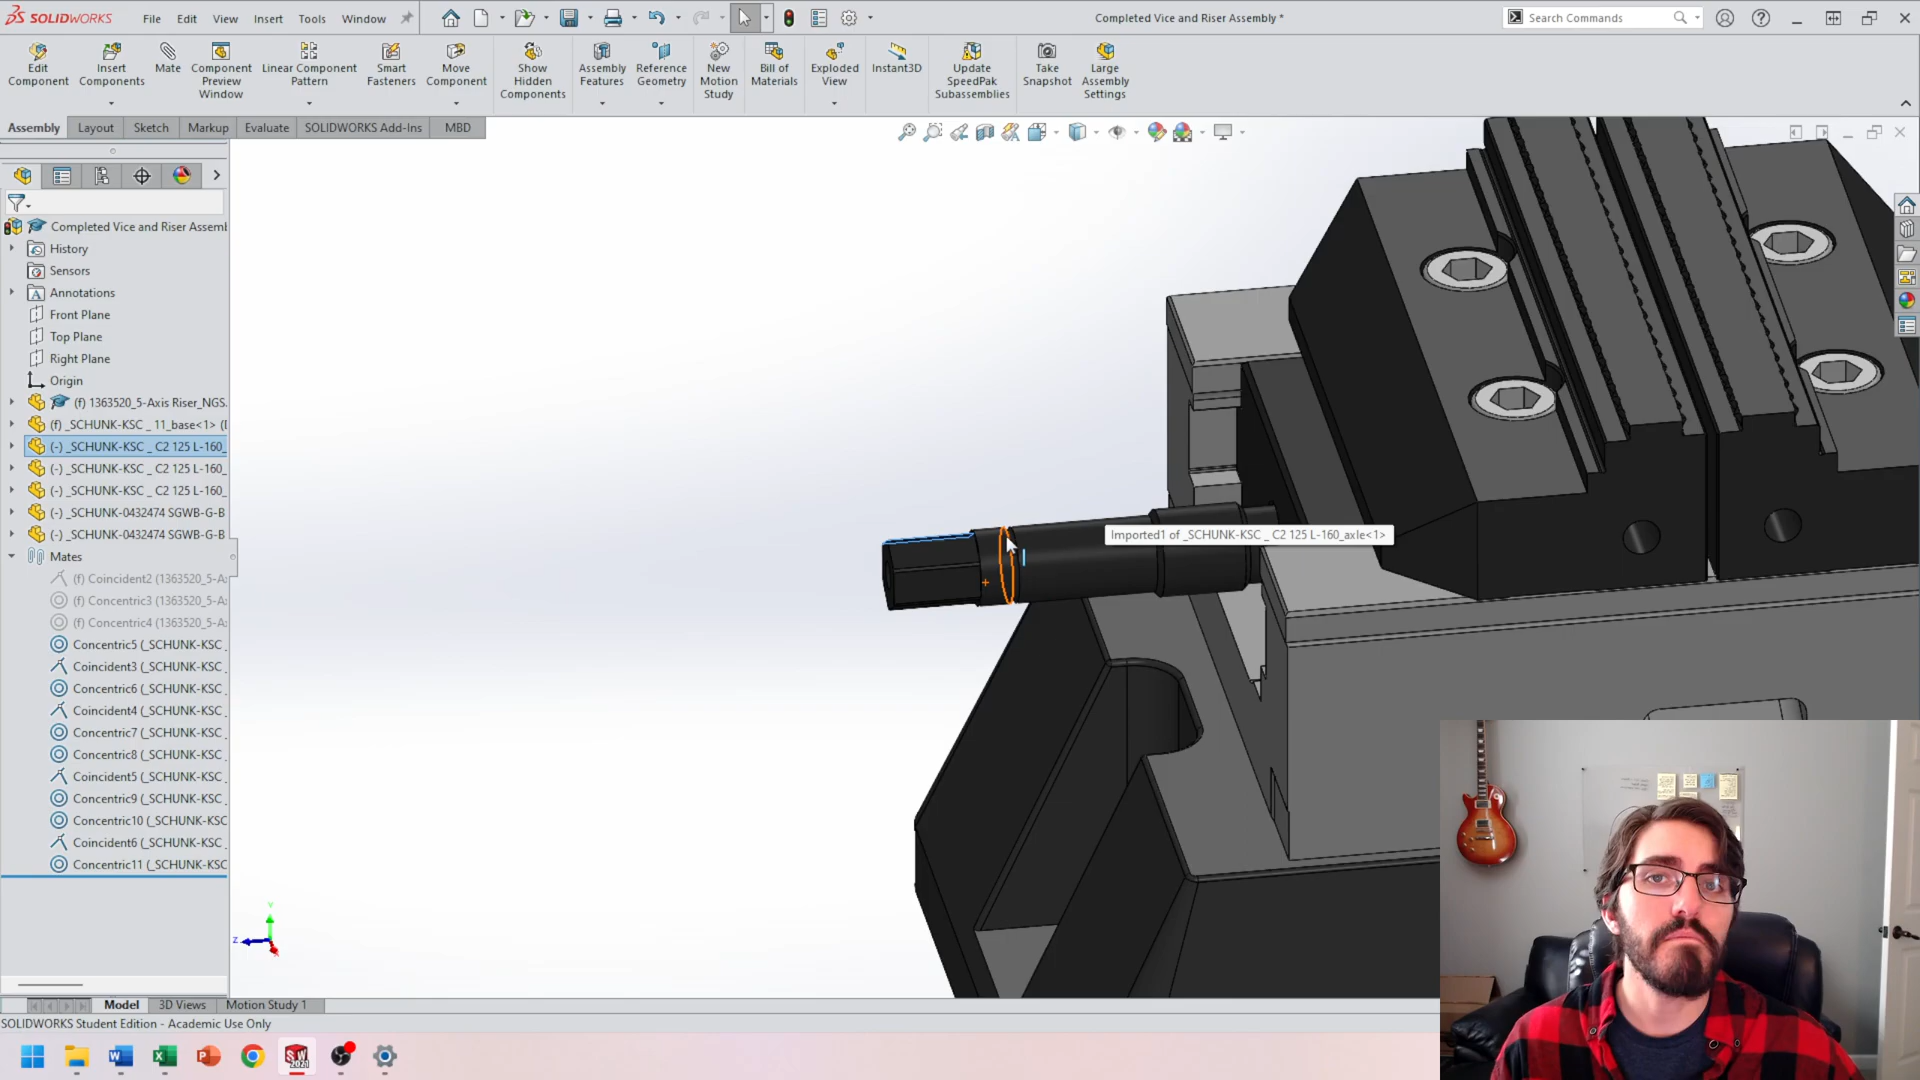 SOLIDWORKS File Edit View Insert Tools Window Completed Vice and Riser Assembly * Search Commands
Edit Component
Insert Components
Mate
Component Preview Window
Linear Component Pattern
Smart Fasteners
Move Component
Show Hidden Components
Assembly Features
Reference Geometry
New Motion Study
Bill of Materials
Exploded View
Instant3D
Update SpeedPak Subassemblies
Take Snapshot
Large Assembly Settings
Assembly Layout Sketch Markup Evaluate SOLIDWORKS Add-Ins MBD
Completed Vice and Riser Assembl
History
Sensors
Annotations
Front Plane
Top Plane
Right Plane
Origin
(f) 1363520_5-Axis Riser_NGS.
(f) _SCHUNK-KSC _ 11_base<1> (
(-) _SCHUNK-KSC _ C2 125 L-160_
(-) _SCHUNK-KSC _ C2 125 L-160_
(-) _SCHUNK-KSC _ C2 125 L-160_
(-) _SCHUNK-0432474 SGWB-G-B
(-) _SCHUNK-0432474 SGWB-G-B
Mates
(f) Coincident2 (1363520_5-A
(f) Concentric3 (1363520_5-A
(f) Concentric4 (1363520_5-A
Concentric5 (_SCHUNK-KSC _
Coincident3 (_SCHUNK-KSC _
Concentric6 (_SCHUNK-KSC _
Coincident4 (_SCHUNK-KSC _
Concentric7 (_SCHUNK-KSC _
Concentric8 (_SCHUNK-KSC _
Coincident5 (_SCHUNK-KSC _
Concentric9 (_SCHUNK-KSC _
Concentric10 (_SCHUNK-KSC
Coincident6 (_SCHUNK-KSC _
Concentric11 (_SCHUNK-KSC
Imported1 of _SCHUNK-KSC _ C2 125 L-160_axle<1>
Y
Z
Model 3D Views Motion Study 1
SOLIDWORKS Student Edition - Academic Use Only